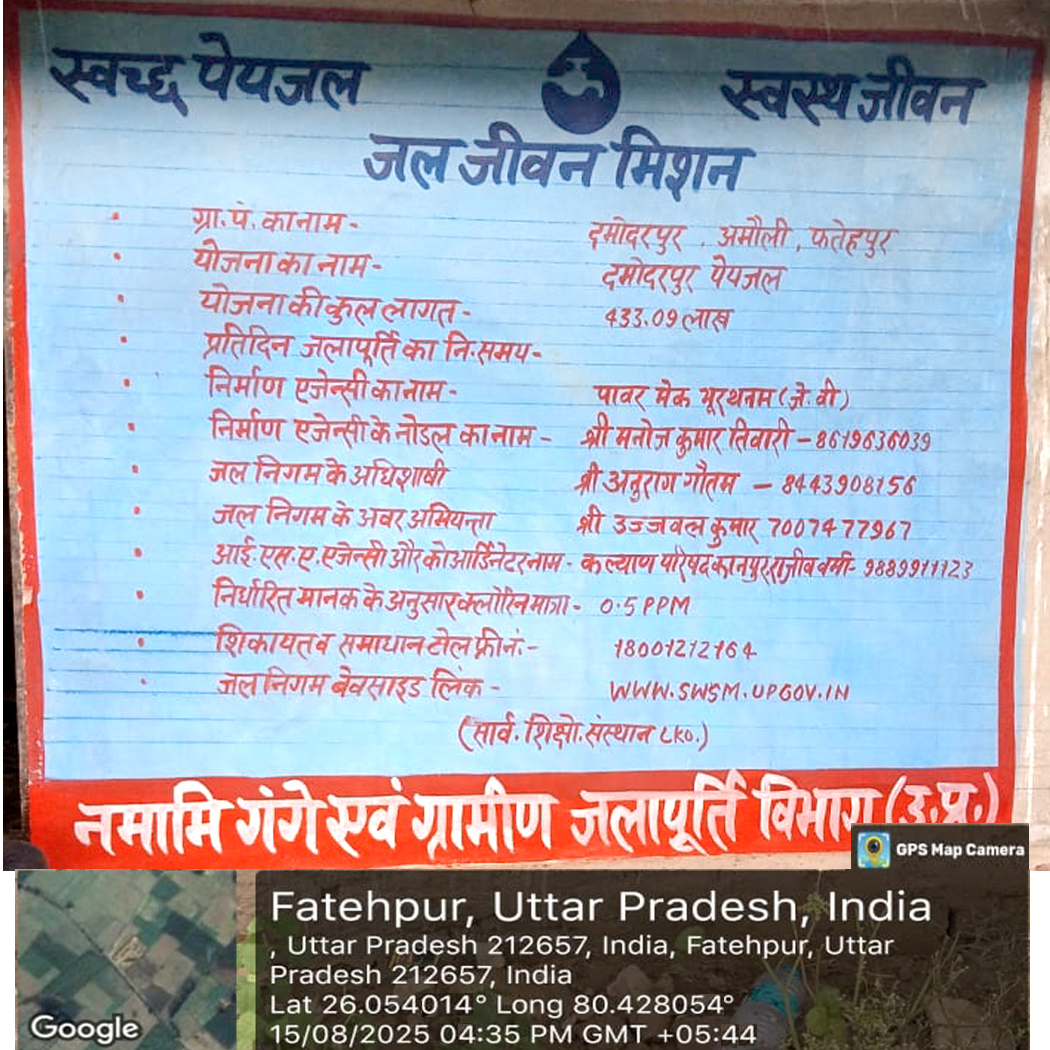 स्वच्छ पेयजल स्वस्थ जीवन
जल जीवन मिशन
ग्रा. पं. का नाम - दमोदरपुर , अमौली , फतेहपुर
योजना का नाम - दमोदरपुर पेयजल
योजना की कुल लागत - 433.09 लाख
प्रतिदिन जलापूर्ति का नि: समय -
निर्माण एजेन्सी का नाम - पावर मेक भूरथनाम (जे. वी)
निर्माण एजेन्सी के नोडल का नाम - श्री मनोज कुमार तिवारी - 8619636039
जल निगम के अधिशाषी श्री अनुराग गौतम - 8443908156
जल निगम के अवर अभियन्ता श्री उज्जवल कुमार 7007477967
आई. एस. ए. एजेन्सी और कोआर्डिनेटर नाम - कल्याण परिषद कानपुर, राजीव वर्मा - 9889911123
निर्धारित मानक के अनुसार क्लोरिन मात्रा - 0.5 PPM
शिकायत व समाधान टोल फ्री नं: - 18001212164
जल निगम बेवसाइड लिंक - WWW.SWSM.UPGOV.IN
(सार्व. शिक्षो. संस्थान LKO.)
नमामि गंगे एवं ग्रामीण जलापूर्ति विभाग (उ.प्र.)
GPS Map Camera
Fatehpur, Uttar Pradesh, India
, Uttar Pradesh 212657, India, Fatehpur, Uttar
Pradesh 212657, India
Lat 26.054014° Long 80.428054°
15/08/2025 04:35 PM GMT +05:44
Google